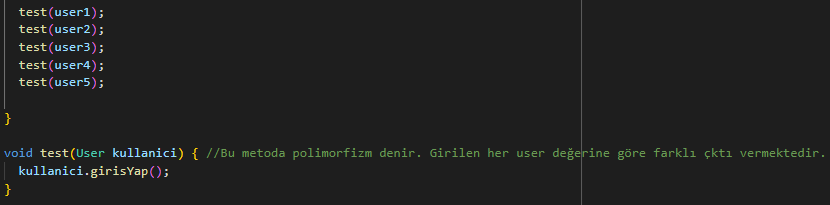 test(user1);
test(user2);
test(user3);
test(user4);
test(user5);
}
void test(User kullanici) { //Bu metoda polimorfizm denir. Girilen her user değerine göre farklı çktı vermektedir.
kullanici.girisYap();
}